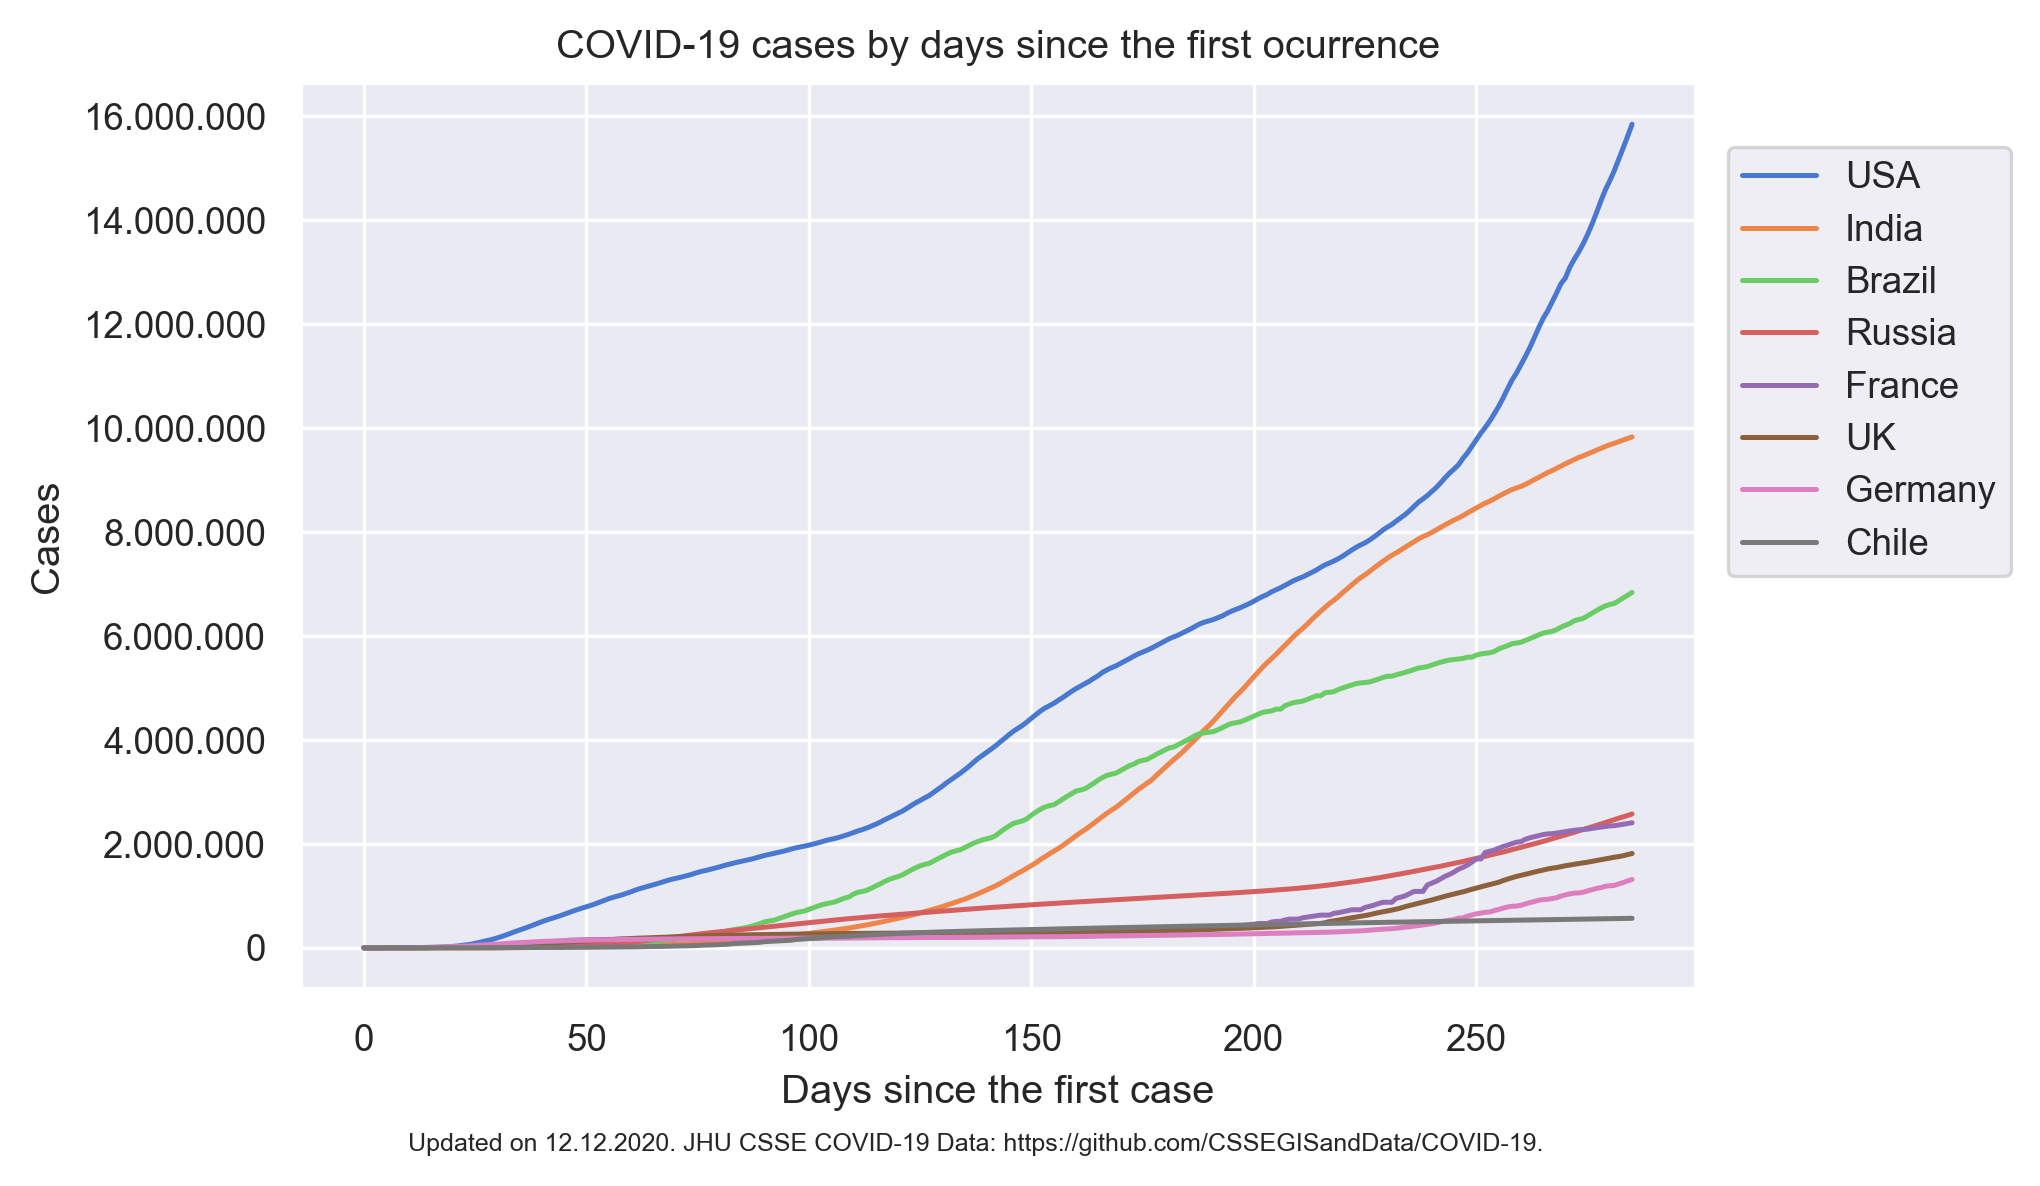 COVID-19 cases by days since the first ocurrence
16.000.000
14.000.000
12.000.000
10.000.000
8.000.000
6.000.000
4.000.000
2.000.000
0
Cases
0 50 100 150 200 250
Days since the first case
USA
India
Brazil
Russia
France
UK
Germany
Chile
Updated on 12.12.2020. JHU CSSE COVID-19 Data: https://github.com/CSSEGISandData/COVID-19.